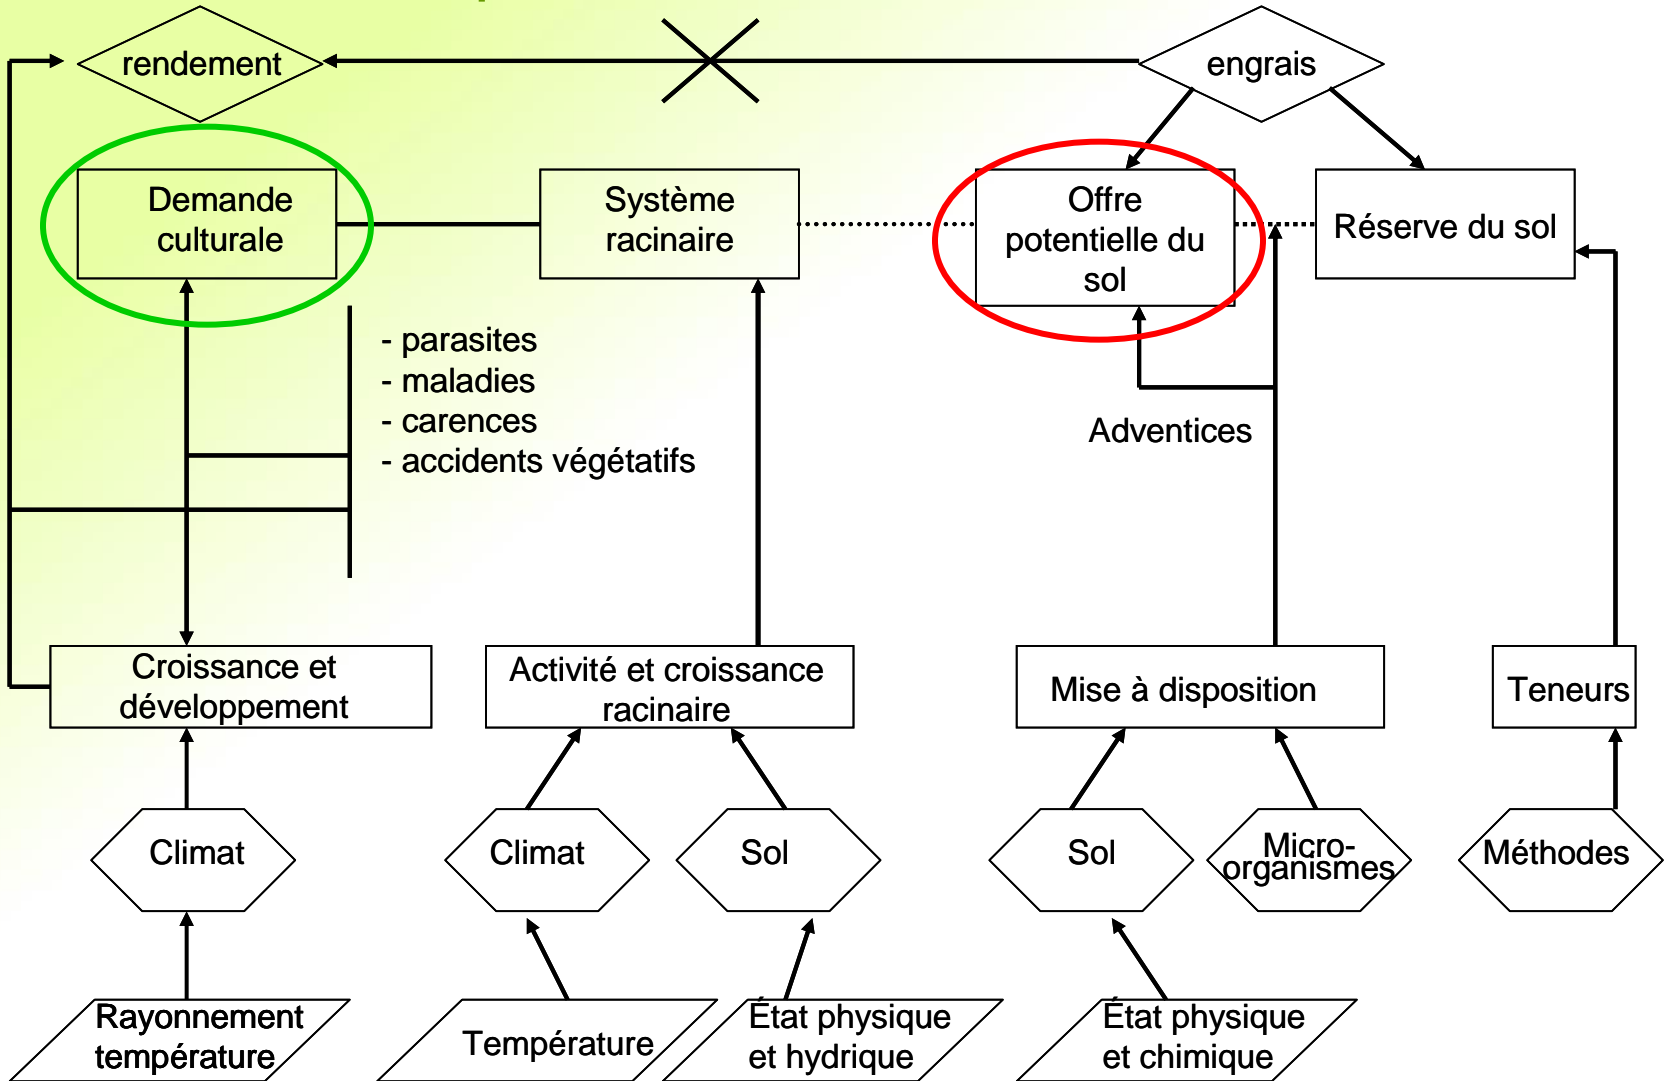 rendement
engrais
Demande
culturale
Système
racinaire
Offre
potentielle du
sol
Réserve du sol
- parasites
- maladies
- carences
- accidents végétatifs
Adventices
Croissance et
développement
Activité et croissance
racinaire
Mise à disposition
Teneurs
Climat
Climat
Sol
Sol
Micro-
organismes
Méthodes
Rayonnement
température
Température
État physique
et hydrique
État physique
et chimique